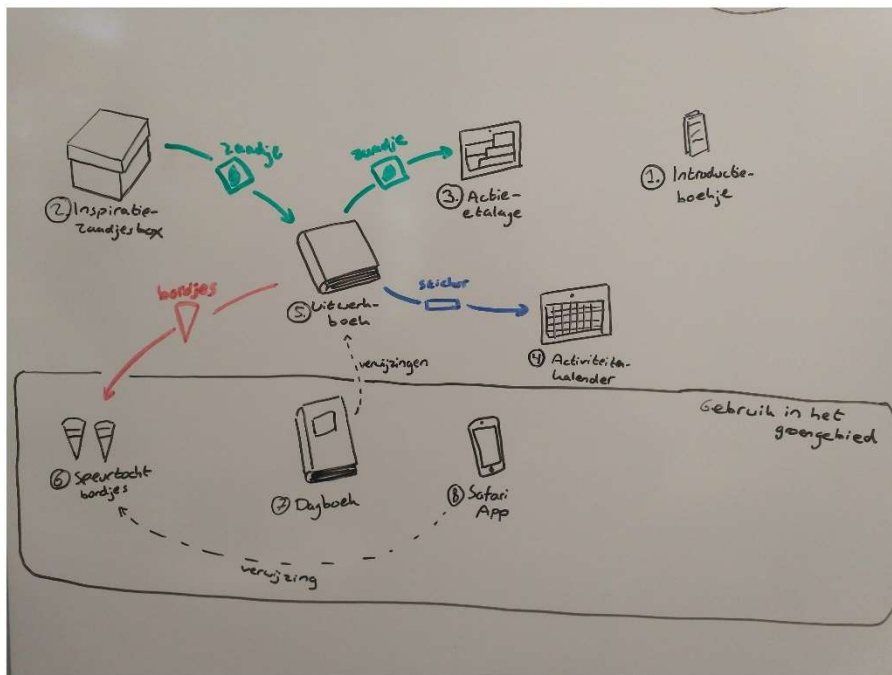 zaadje
zaadje
1. Introductie-
boekje
2. Inspiratie-
zaadjesbox
3. Actie-
etalage
bordjes
5. Uitwerk-
boek
sticker
4 Activiteiten-
kalender
verwijzingen
Gebruik in het
groengebied
6 Speurtocht
bordjes
7 Dagboek
8 Safari
App
verwijzing